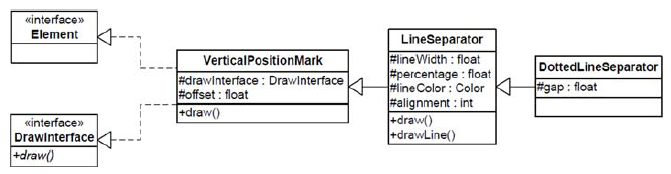 «interface»
Element
«interface»
DrawInterface
+draw()
VerticalPositionMark
#drawInterface : DrawInterface
#offset : float
+draw()
LineSeparator
#lineWidth : float
#percentage : float
#lineColor : Color
#alignment : int
+draw()
+drawLine()
DottedLineSeparator
#gap : float